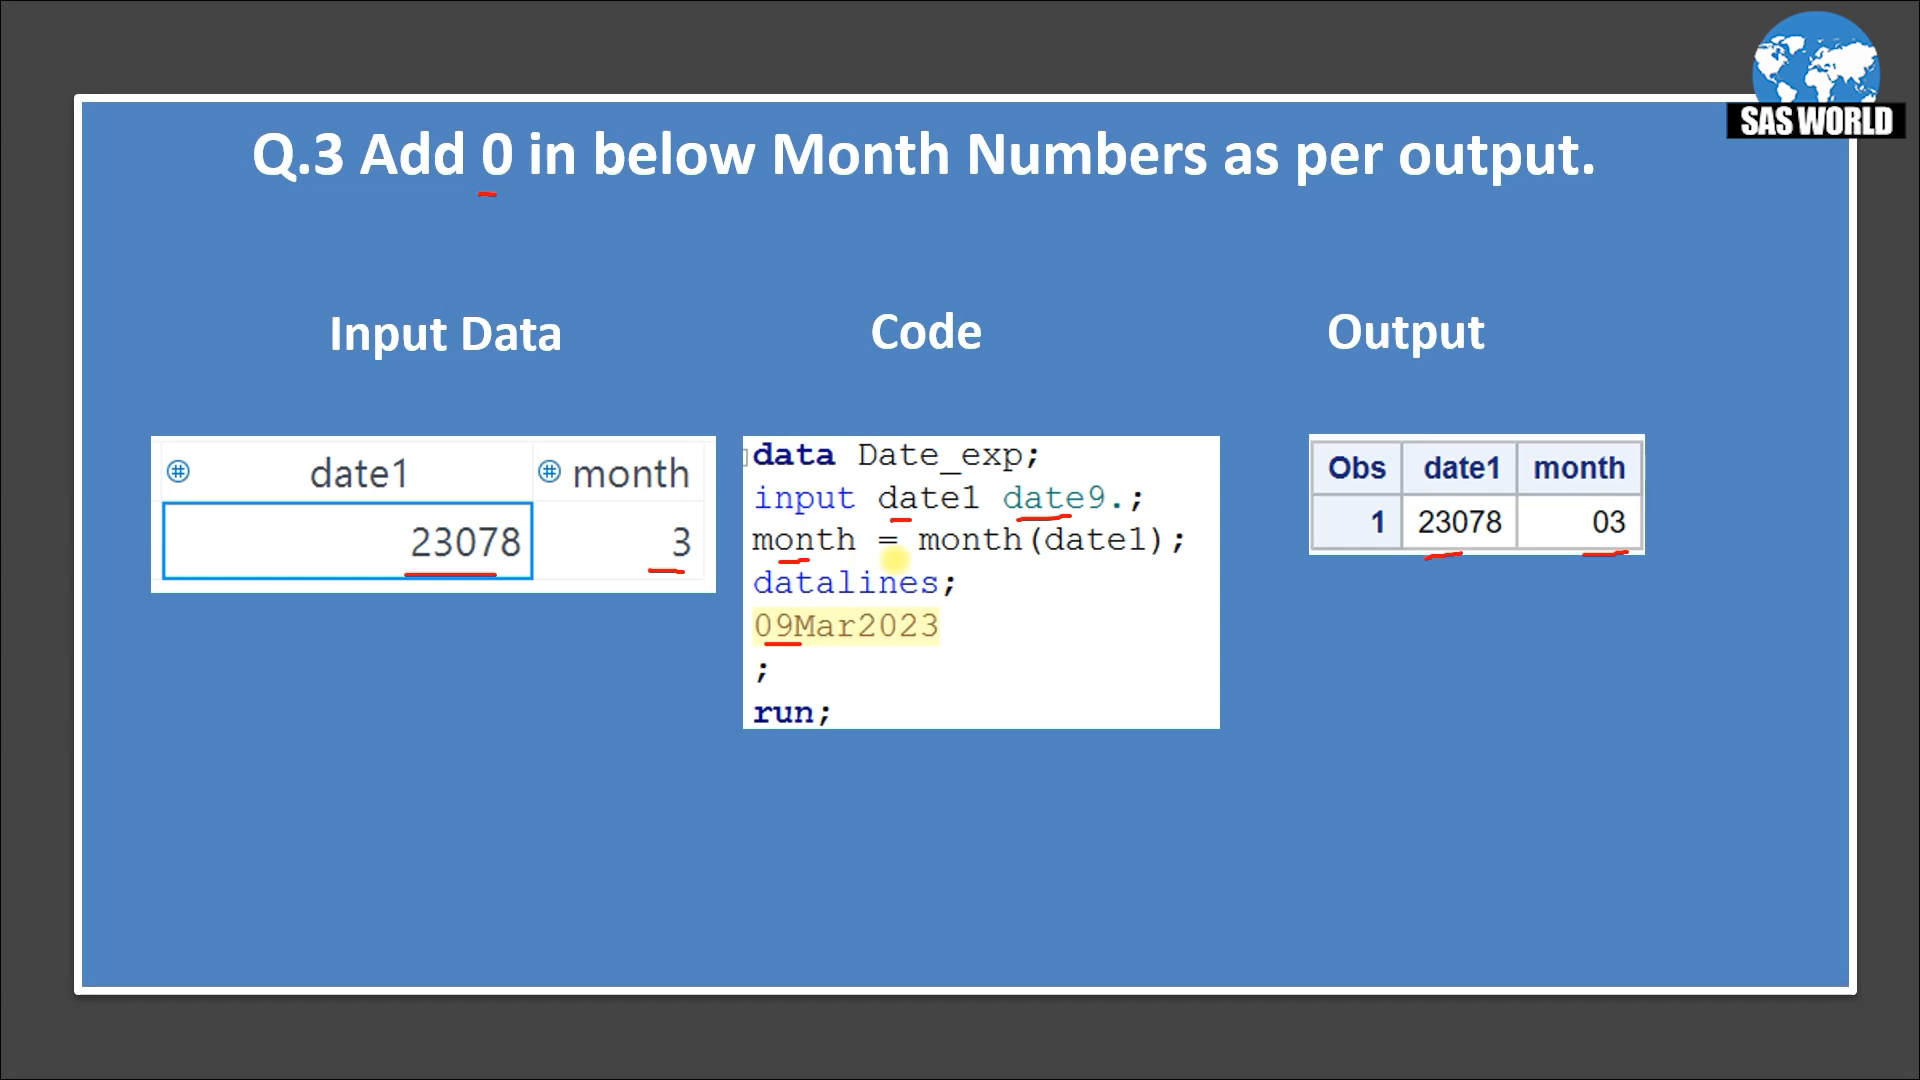 SAS WORLD
Q.3 Add 0 in below Month Numbers as per output.
Input Data
Code
Output
date1 month
23078 3
data Date_exp;
input date1 date9.;
month = month(date1);
datalines;
09Mar2023
;
run;
Obs date1 month
1 23078 03